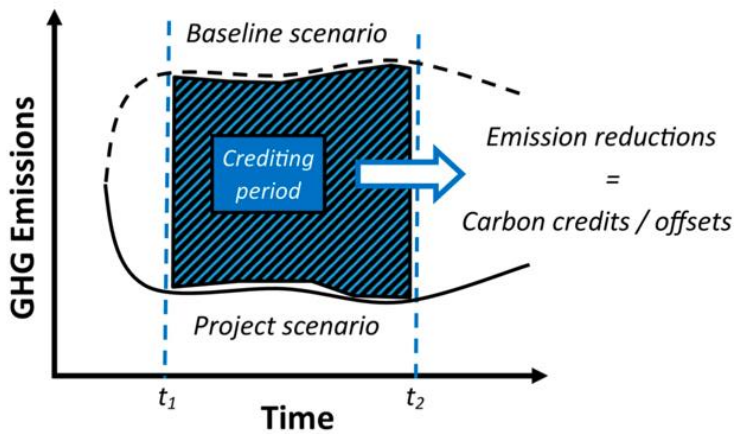 Baseline scenario
GHG Emissions
Crediting
period
Emission reductions
=
Carbon credits / offsets
Project scenario
t₁
t₂
Time